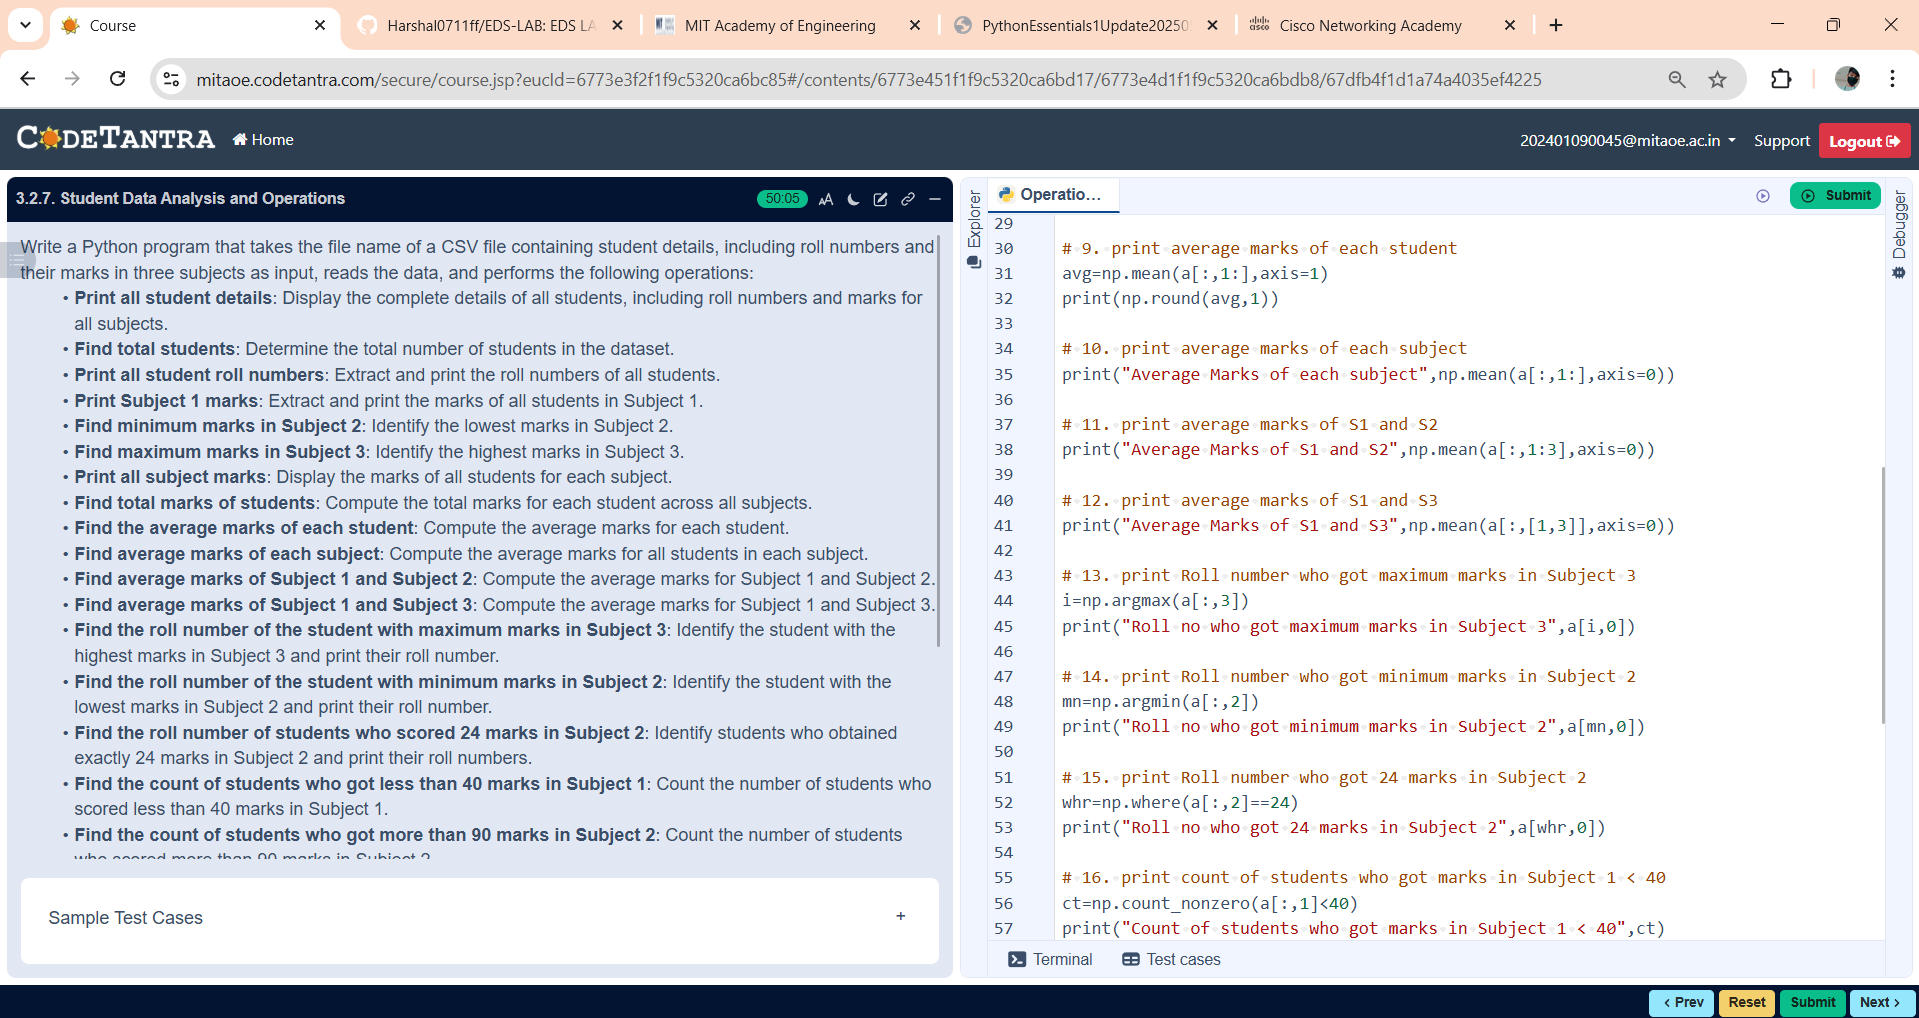 Course
Harshal0711ff/EDS-LAB: EDS LA
MIT Academy of Engineering
PythonEssentials1Update20250
Cisco Networking Academy
mitaoe.codetantra.com/secure/course.jsp?eucId=6773e3f2f1f9c5320ca6bc85#/contents/6773e451f1f9c5320ca6bd17/6773e4d1f1f9c5320ca6bdb8/67dfb4f1d1a74a4035ef4225
CODETANTRA
Home
202401090045@mitaoe.ac.in
Support
Logout
3.2.7. Student Data Analysis and Operations
50:05
Write a Python program that takes the file name of a CSV file containing student details, including roll numbers and
their marks in three subjects as input, reads the data, and performs the following operations:
• Print all student details: Display the complete details of all students, including roll numbers and marks for
all subjects.
• Find total students: Determine the total number of students in the dataset.
• Print all student roll numbers: Extract and print the roll numbers of all students.
• Print Subject 1 marks: Extract and print the marks of all students in Subject 1.
• Find minimum marks in Subject 2: Identify the lowest marks in Subject 2.
• Find maximum marks in Subject 3: Identify the highest marks in Subject 3.
• Print all subject marks: Display the marks of all students for each subject.
• Find total marks of students: Compute the total marks for each student across all subjects.
• Find the average marks of each student: Compute the average marks for each student.
• Find average marks of each subject: Compute the average marks for all students in each subject.
• Find average marks of Subject 1 and Subject 2: Compute the average marks for Subject 1 and Subject 2.
• Find average marks of Subject 1 and Subject 3: Compute the average marks for Subject 1 and Subject 3.
• Find the roll number of the student with maximum marks in Subject 3: Identify the student with the
highest marks in Subject 3 and print their roll number.
• Find the roll number of the student with minimum marks in Subject 2: Identify the student with the
lowest marks in Subject 2 and print their roll number.
• Find the roll number of students who scored 24 marks in Subject 2: Identify students who obtained
exactly 24 marks in Subject 2 and print their roll numbers.
• Find the count of students who got less than 40 marks in Subject 1: Count the number of students who
scored less than 40 marks in Subject 1.
• Find the count of students who got more than 90 marks in Subject 2: Count the number of students
who scored more than 90 marks in Subject 2.
Sample Test Cases
+
Explorer
Operatio...
Submit
Debugger
29
30 # 9. print average marks of each student
31 avg=np.mean(a[:,1:],axis=1)
32 print(np.round(avg,1))
33
34 # 10. print average marks of each subject
35 print("Average Marks of each subject",np.mean(a[:,1:],axis=0))
36
37 # 11. print average marks of S1 and S2
38 print("Average Marks of S1 and S2",np.mean(a[:,1:3],axis=0))
39
40 # 12. print average marks of S1 and S3
41 print("Average Marks of S1 and S3",np.mean(a[:,[1,3]],axis=0))
42
43 # 13. print Roll number who got maximum marks in Subject 3
44 i=np.argmax(a[:,3])
45 print("Roll no who got maximum marks in Subject 3",a[i,0])
46
47 # 14. print Roll number who got minimum marks in Subject 2
48 mn=np.argmin(a[:,2])
49 print("Roll no who got minimum marks in Subject 2",a[mn,0])
50
51 # 15. print Roll number who got 24 marks in Subject 2
52 whr=np.where(a[:,2]==24)
53 print("Roll no who got 24 marks in Subject 2",a[whr,0])
54
55 # 16. print count of students who got marks in Subject 1 < 40
56 ct=np.count_nonzero(a[:,1]<40)
57 print("Count of students who got marks in Subject 1 < 40",ct)
Terminal
Test cases
< Prev
Reset
Submit
Next >